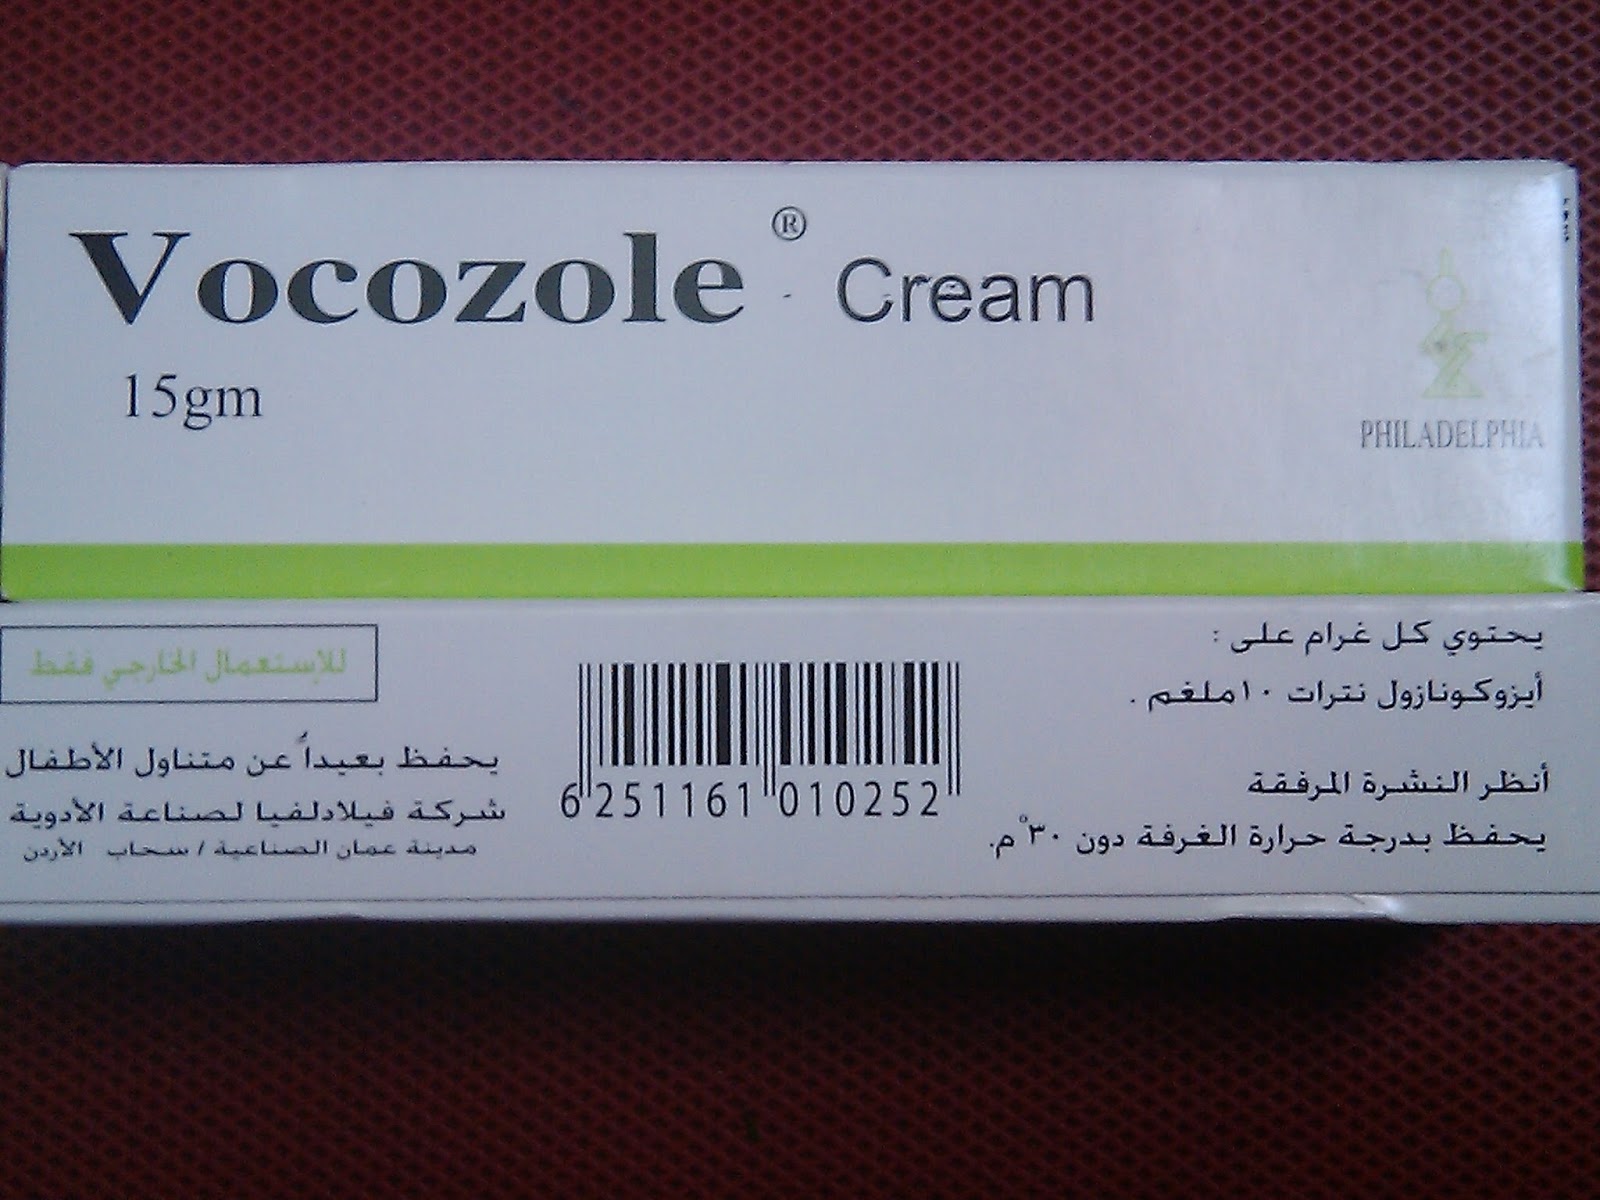 Vocozole® Cream
15gm
PHILADELPHIA
يحتوي كل غرام على :
أيزوكونازول نترات ١٠ملغم .
أنظر النشرة المرفقة
يحفظ بدرجة حرارة الغرفة دون ٣٠°م.
6 251161 010252
للإستعمال الخارجي فقط
يحفظ بعيداً عن متناول الأطفال
شركة فيلادلفيا لصناعة الأدوية
مدينة عمان الصناعية / سحاب الأردن